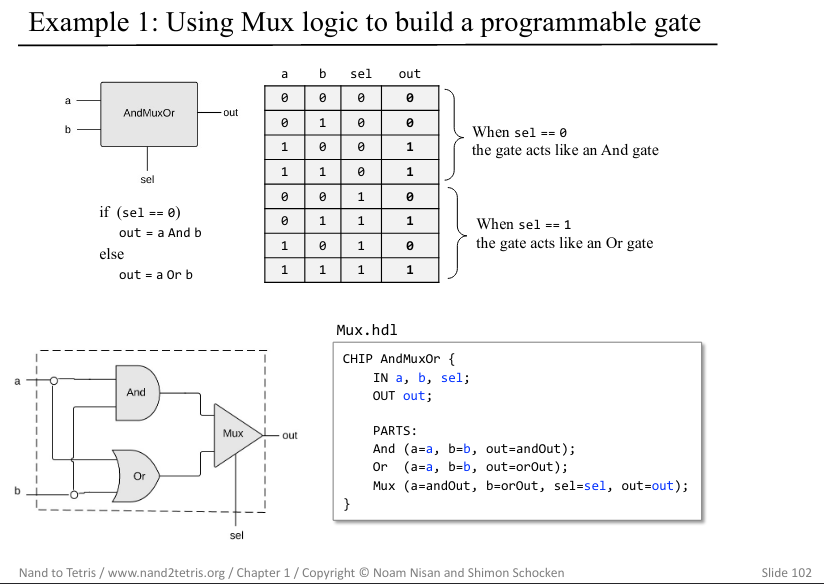 Example 1: Using Mux logic to build a programmable gate
a b sel out
a
b
AndMuxOr
out
sel
0 0 0 0
0 1 0 0
1 0 0 1
1 1 0 1
0 0 1 0
0 1 1 1
1 0 1 0
1 1 1 1
When sel == 0
the gate acts like an And gate
When sel == 1
the gate acts like an Or gate
if (sel == 0)
out = a And b
else
out = a Or b
a
b
And
Or
Mux
out
sel
Mux.hdl
CHIP AndMuxOr {
IN a, b, sel;
OUT out;
PARTS:
And (a=a, b=b, out=andOut);
Or (a=a, b=b, out=orOut);
Mux (a=andOut, b=orOut, sel=sel, out=out);
}
Nand to Tetris / www.nand2tetris.org / Chapter 1 / Copyright © Noam Nisan and Shimon Schocken
Slide 102